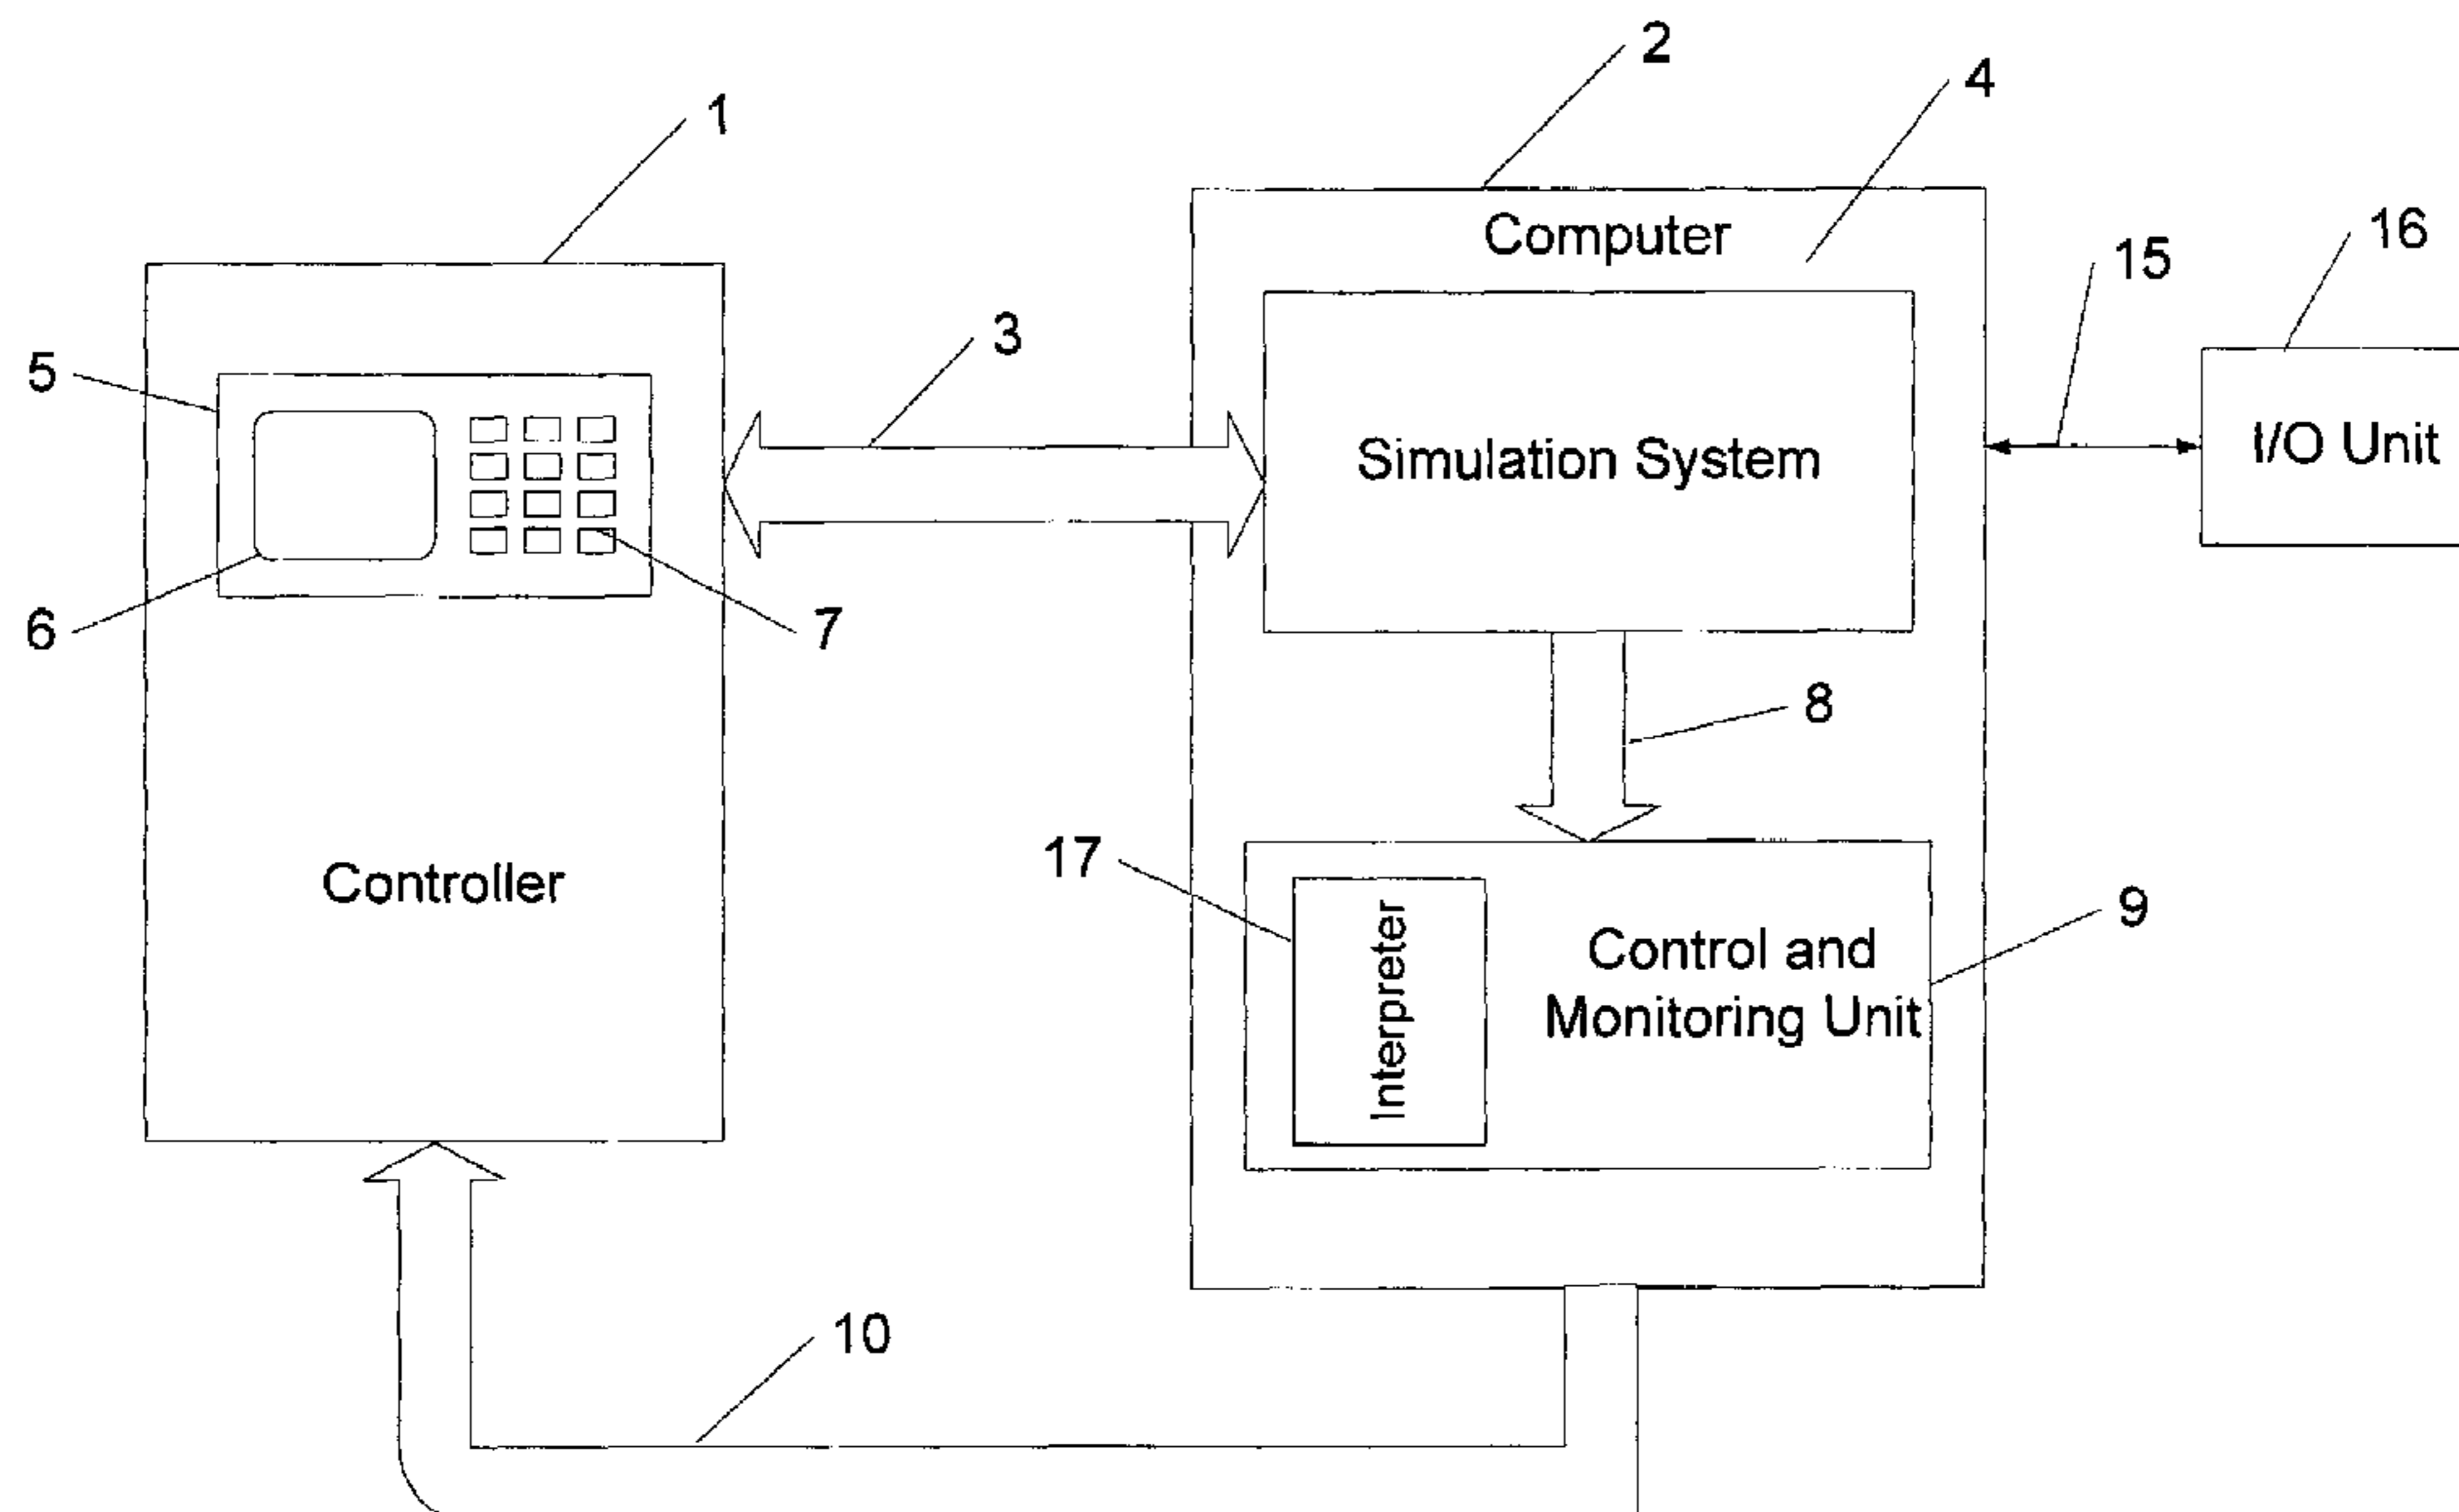 2
4
1
Computer
16
15
3
5
I/O Unit
Simulation System
6
7
8
17
Controller
Interpreter
Control and
Monitoring Unit
9
10